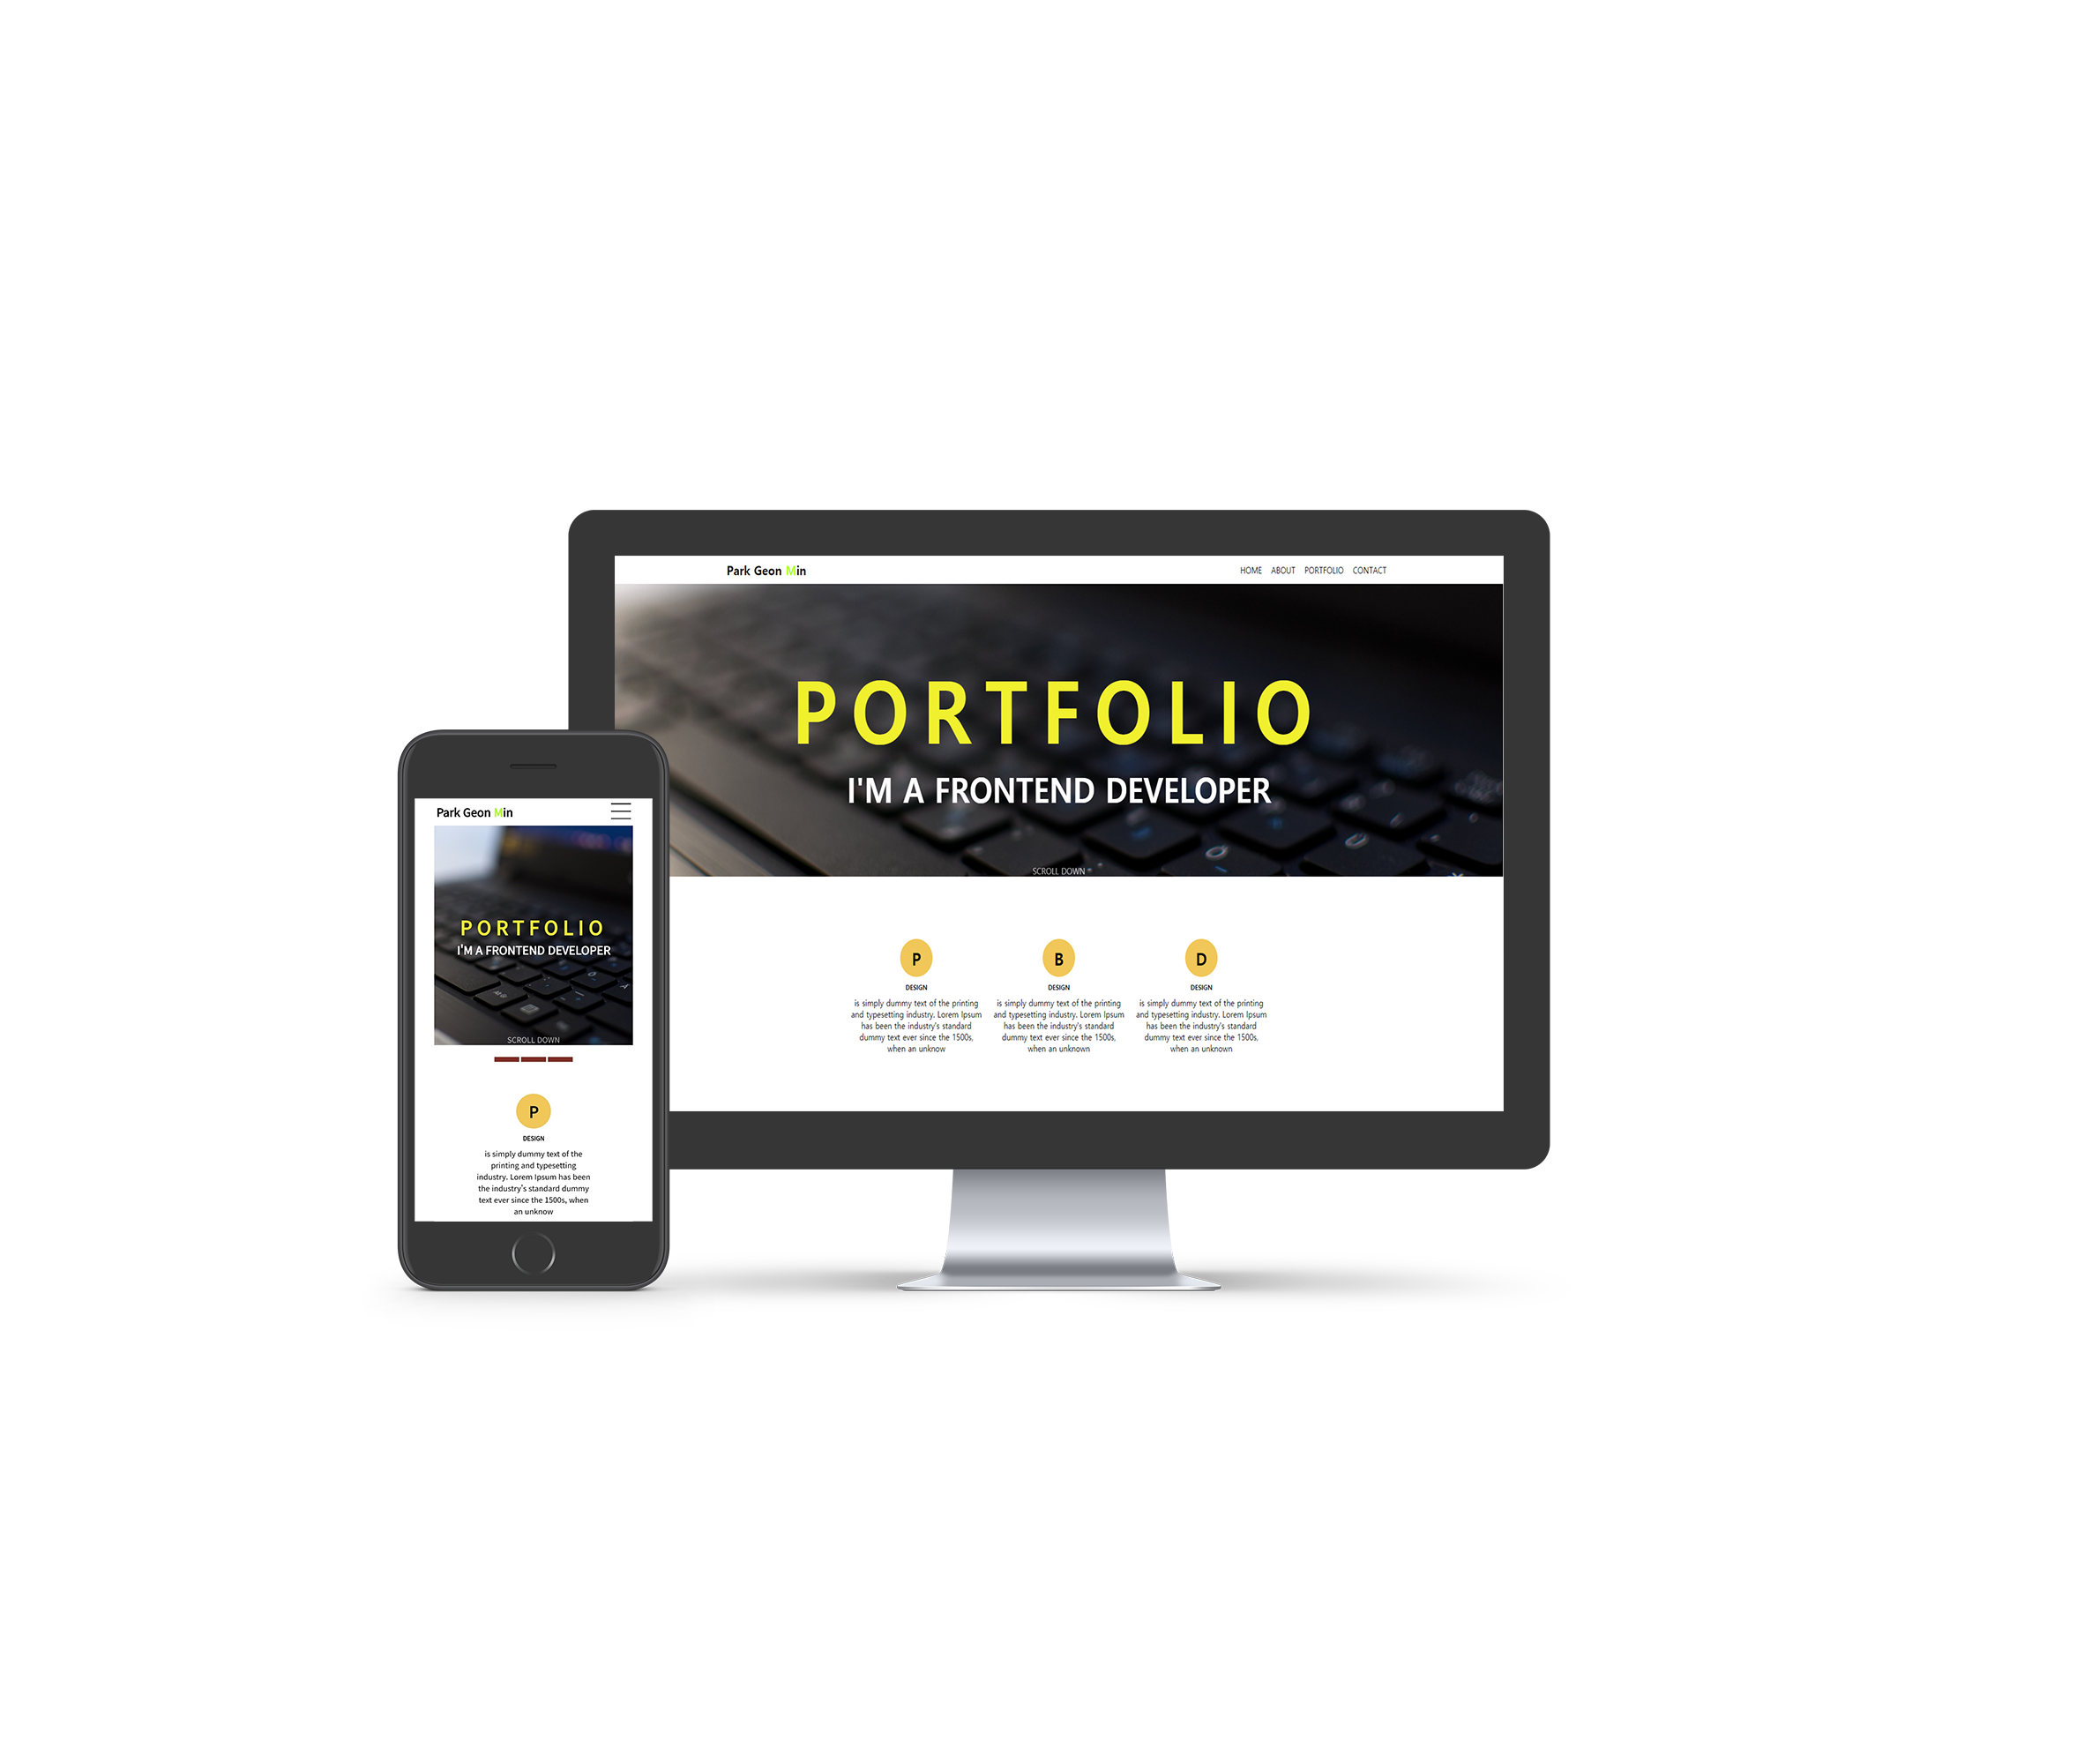 Park Geon Min
HOME ABOUT PORTFOLIO CONTACT
PORTFOLIO
I'M A FRONTEND DEVELOPER
SCROLL DOWN
P
DESIGN
is simply dummy text of the printing
and typesetting industry. Lorem Ipsum
has been the industry's standard
dummy text ever since the 1500s,
when an unknow
B
DESIGN
is simply dummy text of the printing
and typesetting industry. Lorem Ipsum
has been the industry's standard
dummy text ever since the 1500s,
when an unknown
D
DESIGN
is simply dummy text of the printing
and typesetting industry. Lorem Ipsum
has been the industry's standard
dummy text ever since the 1500s,
when an unknown
Park Geon Min
PORTFOLIO
I'M A FRONTEND DEVELOPER
SCROLL DOWN
P
DESIGN
is simply dummy text of the
printing and typesetting
industry. Lorem Ipsum has been
the industry's standard dummy
text ever since the 1500s, when
an unknow